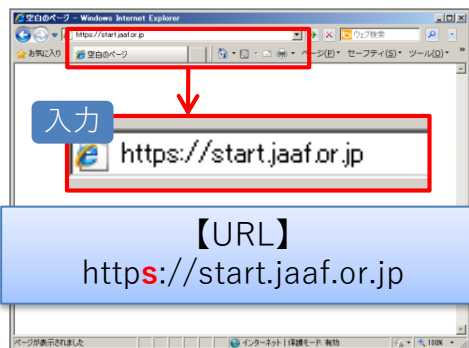 空白のページ - Windows Internet Explorer
https://start.jaaf.or.jp
ウェブ検索
お気に入り
空白のページ
ページ(P)
セーフティ(S)
ツール(O)
入力
https://start.jaaf.or.jp
【URL】
https://start.jaaf.or.jp
ページが表示されました
インターネット | 保護モード: 有効
100%